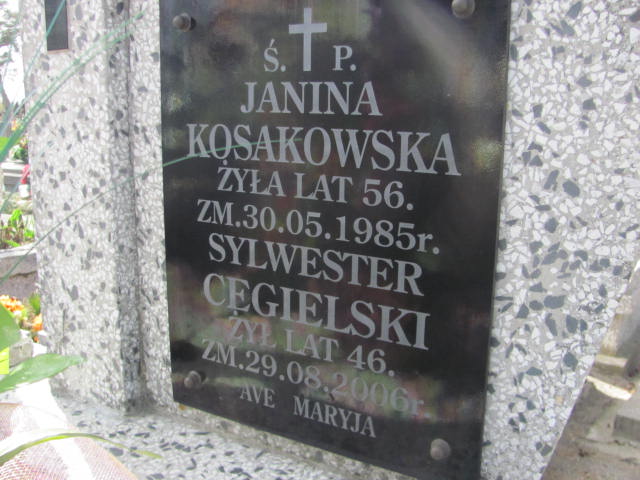 Ś. P.
JANINA
KOSAKOWSKA
ŻYŁA LAT 56.
ZM.30.05.1985r.
SYLWESTER
CĘGIELSKI
ŻYŁ LAT 46.
ZM.29.08.2006r.
AVE MARYJA